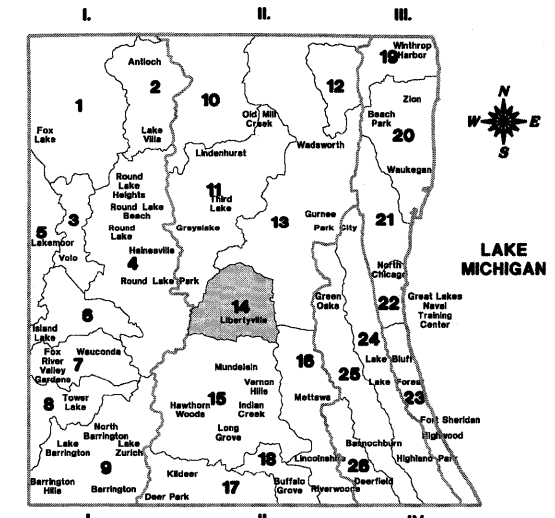 I.
II.
III.
Winthrop
Harbor
19
Antioch
2
12
1
10
Zion
N
W
E
S
Beach
Park
20
Old Mill
Creek
Fox
Lake
Lake
Villa
Wadsworth
Lindenhurst
Waukegan
Round
Lake
Heights
11
Third
Lake
Round Lake
Beach
3
13
Gurnee
21
5
Lakemoor
Round
Lake
Grayslake
Park City
Hainesville
Volo
4
LAKE
MICHIGAN
North
Chicago
Round Lake Park
14
Libertyville
Green
Oaks
22
Great Lakes
Naval
Training
Center
6
Island
Lake
24
Fox
River
Valley
Gardens
Wauconda
7
16
Lake Bluff
Mundelein
25
Vernon
Hills
Lake Forest
8
Tower
Lake
15
Hawthorn
Woods
Indian
Creek
Mettawa
23
Fort Sheridan
North
Barrington
Long
Grove
Highwood
Lake
Barrington
Lake
Zurich
Bannockburn
9
18
Lincolnshire
26
Highland Park
Kildeer
Barrington
Hills
Barrington
Deer Park
17
Buffalo
Grove
Riverwoods
Deerfield